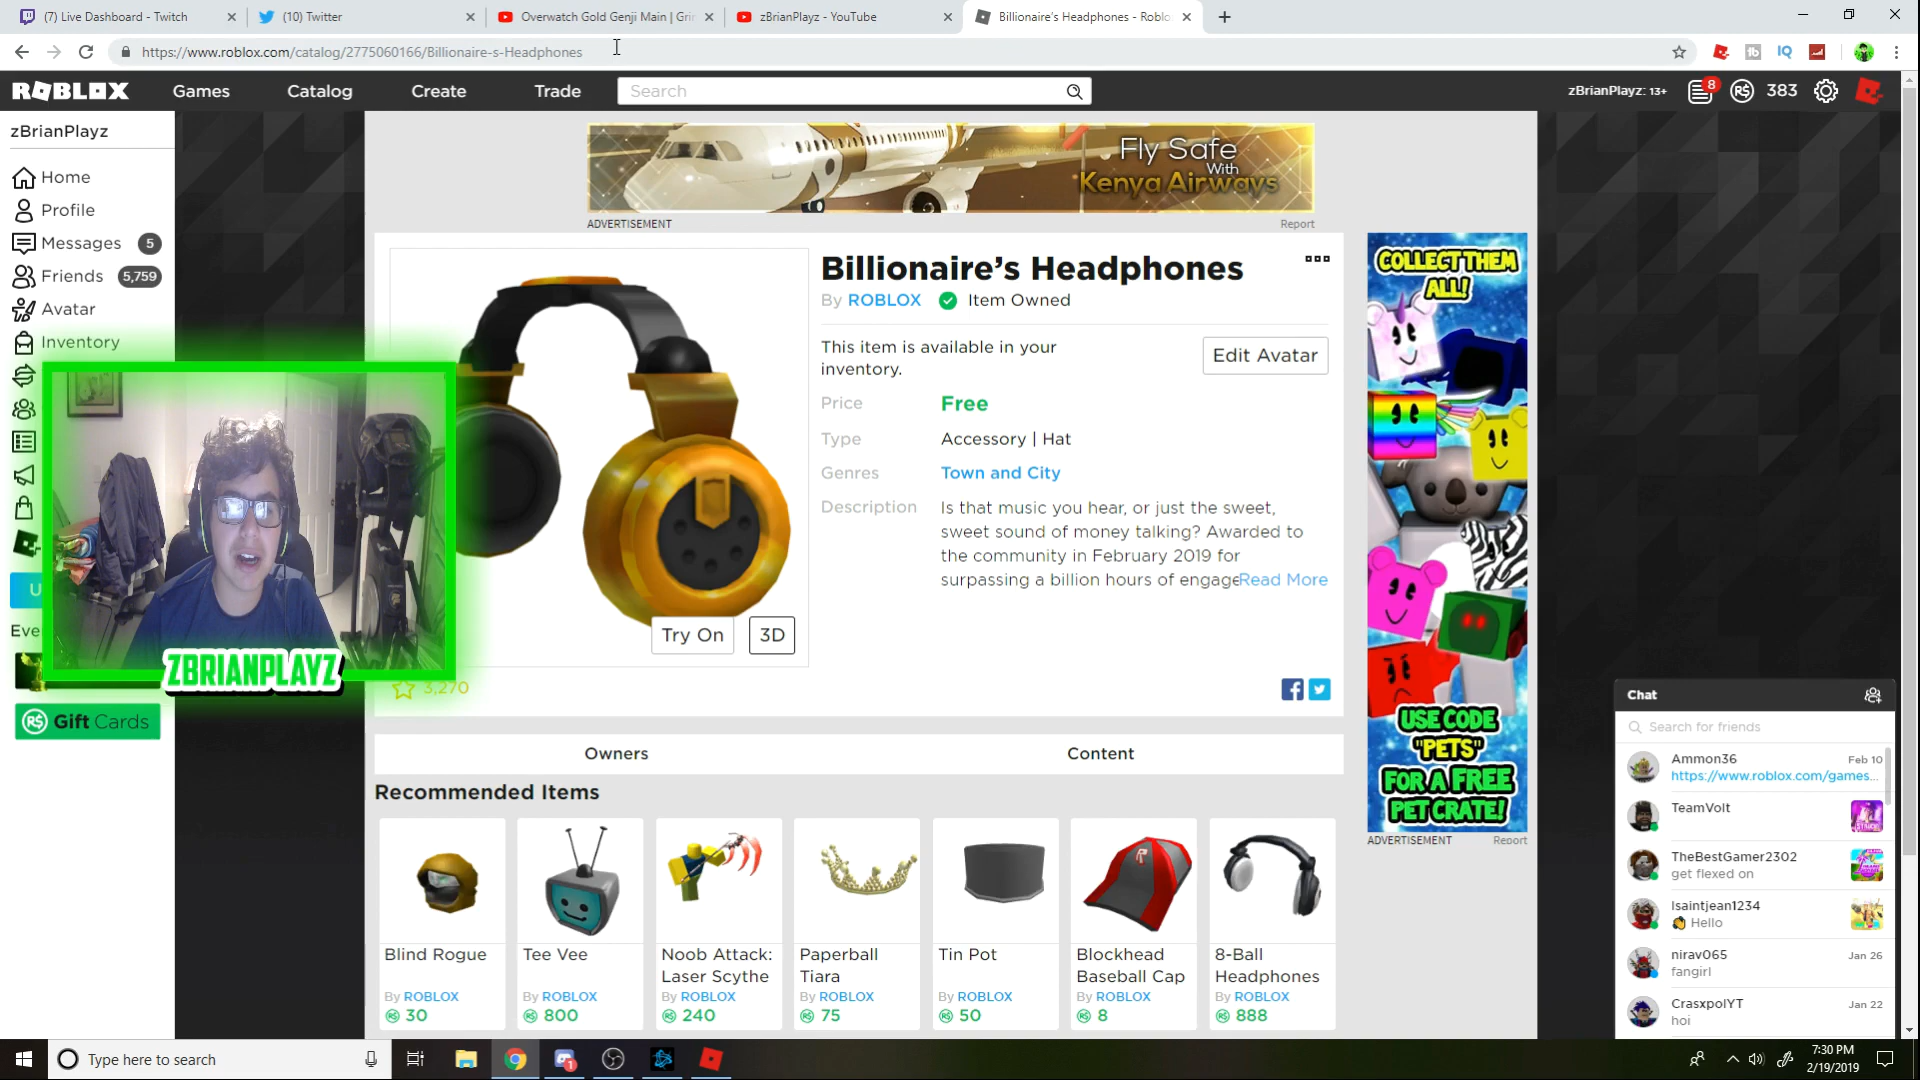 (7) Live Dashboard - Twitch
(10) Twitter
Overwatch Gold Genji Main | Grin
zBrianPlayz - YouTube
Billionaire's Headphones - Roblo
https://www.roblox.com/catalog/2775060166/Billionaire-s-Headphones
ROBLOX
Games
Catalog
Create
Trade
Search
zBrianPlayz: 13+
8
383
zBrianPlayz
Home
Profile
Messages 5
Friends 5,759
Avatar
Inventory
Eve
Gift Cards
ZBRIANPLAYZ
Fly Safe
With
Kenya Airways
ADVERTISEMENT
Report
Billionaire's Headphones
By ROBLOX Item Owned
This item is available in your
inventory.
Edit Avatar
Price Free
Type Accessory | Hat
Genres Town and City
Description Is that music you hear, or just the sweet,
sweet sound of money talking? Awarded to
the community in February 2019 for
surpassing a billion hours of engage Read More
Try On
3D
3,270
Owners
Content
Recommended Items
Blind Rogue
By ROBLOX
30
Tee Vee
By ROBLOX
800
Noob Attack:
Laser Scythe
By ROBLOX
240
Paperball
Tiara
By ROBLOX
75
Tin Pot
By ROBLOX
50
Blockhead
Baseball Cap
By ROBLOX
8
8-Ball
Headphones
By ROBLOX
888
COLLECT THEM
ALL!
USE CODE
"PETS"
FOR A FREE
PET CRATE!
ADVERTISEMENT
Report
Chat
Search for friends
Ammon36 Feb 10
https://www.roblox.com/games...
TeamVolt
TheBestGamer2302
get flexed on
Isaintjean1234
Hello
nirav065 Jan 26
fangirl
CrasxpolYT Jan 22
hoi
Type here to search
7:30 PM
2/19/2019